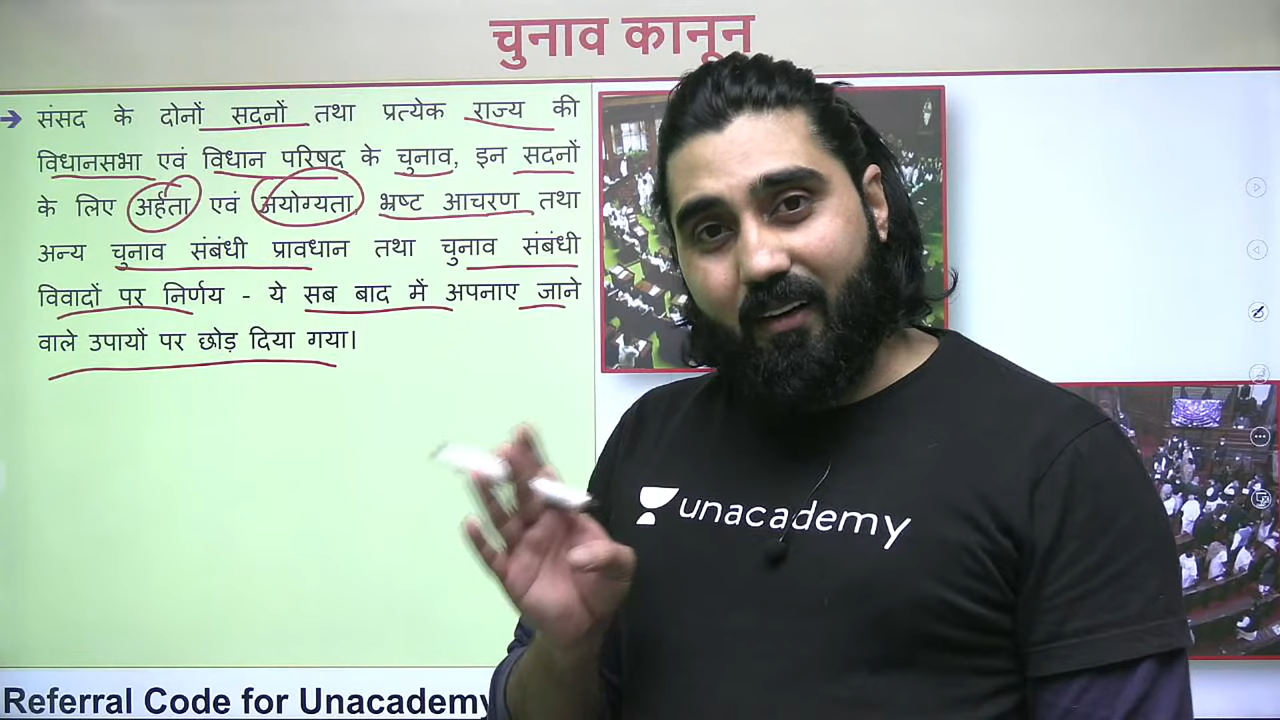 चुनाव कानून
→ संसद के दोनों सदनों तथा प्रत्येक राज्य की
विधानसभा एवं विधान परिषद के चुनाव, इन सदनों
के लिए अर्हता एवं अयोग्यता, भ्रष्ट आचरण तथा
अन्य चुनाव संबंधी प्रावधान तथा चुनाव संबंधी
विवादों पर निर्णय - ये सब बाद में अपनाए जाने
वाले उपायों पर छोड़ दिया गया।
unacademy
Referral Code for Unacademy